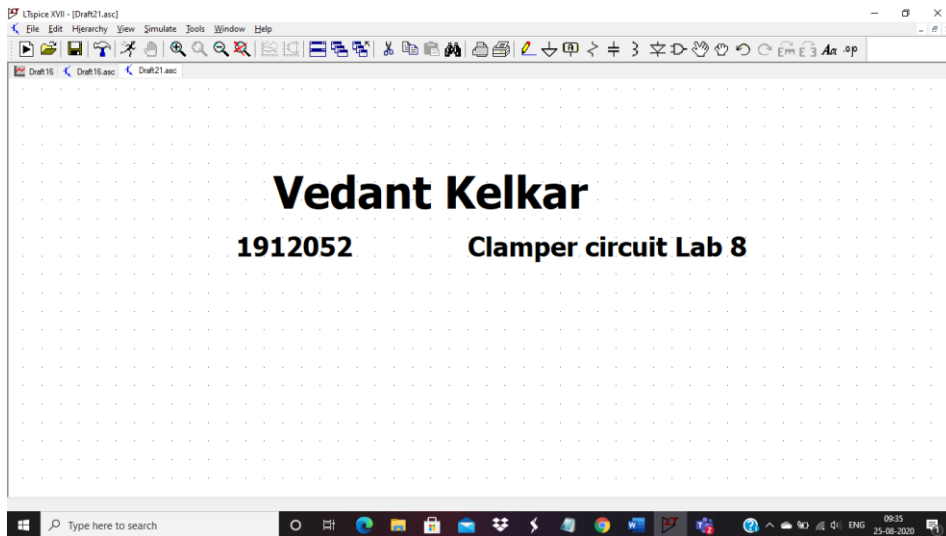 LTspice XVII - [Draft21.asc]
File Edit Hierarchy View Simulate Tools Window Help
Draft16 Draft16.asc Draft21.asc
Vedant Kelkar
1912052 Clamper circuit Lab 8
Type here to search
ENG
09:35
25-08-2020